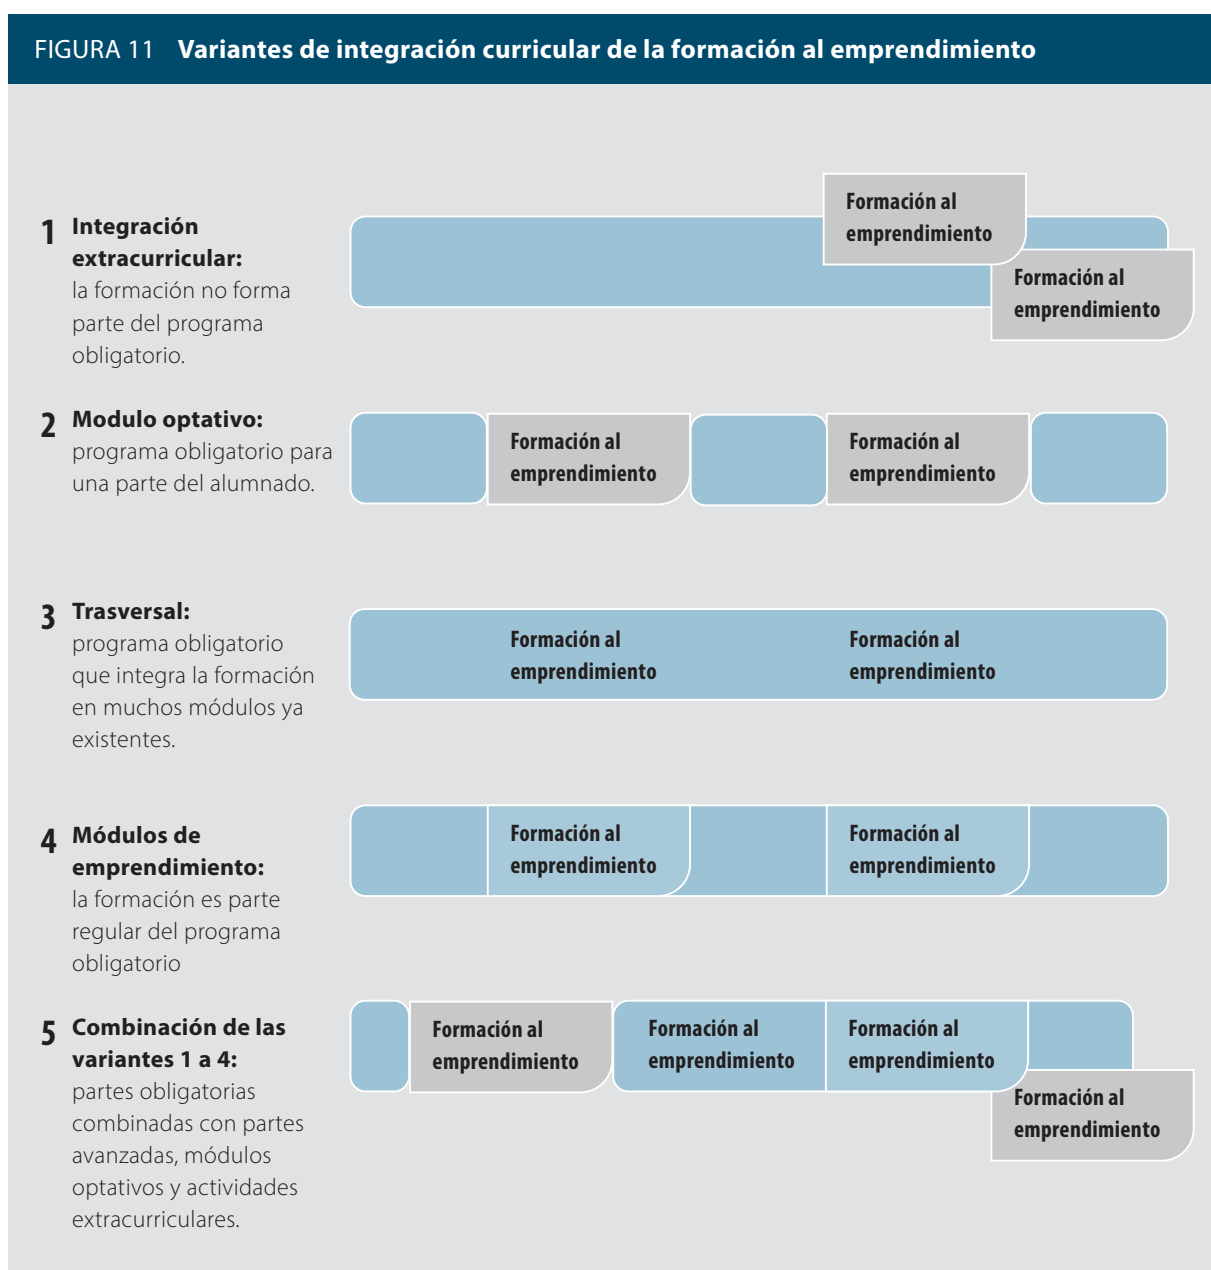 FIGURA 11 Variantes de integración curricular de la formación al emprendimiento
1 Integración
extracurricular:
la formación no forma
parte del programa
obligatorio.
Formación al
emprendimiento
Formación al
emprendimiento
2 Modulo optativo:
programa obligatorio para
una parte del alumnado.
Formación al
emprendimiento
Formación al
emprendimiento
3 Trasversal:
programa obligatorio
que integra la formación
en muchos módulos ya
existentes.
Formación al
emprendimiento
Formación al
emprendimiento
4 Módulos de
emprendimiento:
la formación es parte
regular del programa
obligatorio
Formación al
emprendimiento
Formación al
emprendimiento
5 Combinación de las
variantes 1 a 4:
partes obligatorias
combinadas con partes
avanzadas, módulos
optativos y actividades
extracurriculares.
Formación al
emprendimiento
Formación al
emprendimiento
Formación al
emprendimiento
Formación al
emprendimiento